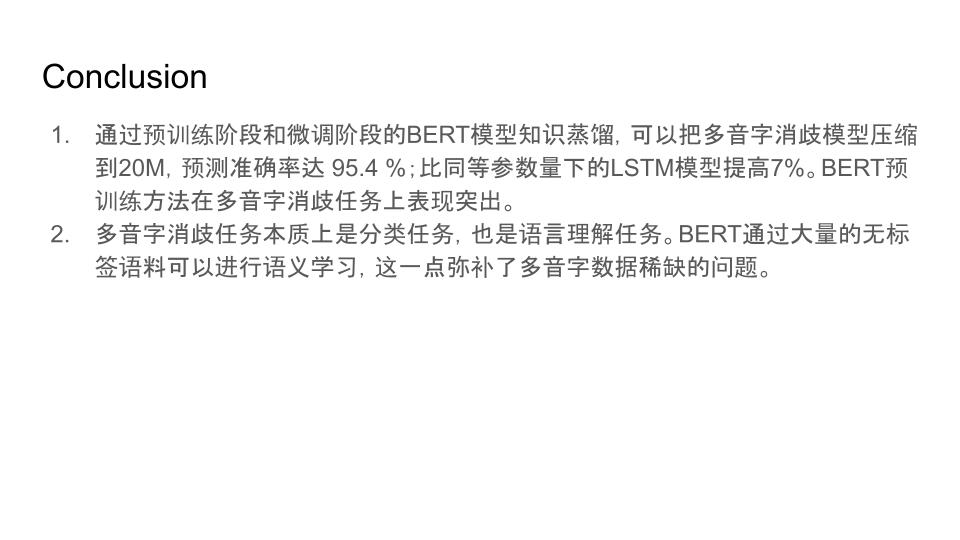 Conclusion
1. 通过预训练阶段和微调阶段的BERT模型知识蒸馏，可以把多音字消歧模型压缩
到20M，预测准确率达 95.4 %；比同等参数量下的LSTM模型提高7%。BERT预
训练方法在多音字消歧任务上表现突出。
2. 多音字消歧任务本质上是分类任务，也是语言理解任务。BERT通过大量的无标
签语料可以进行语义学习，这一点弥补了多音字数据稀缺的问题。